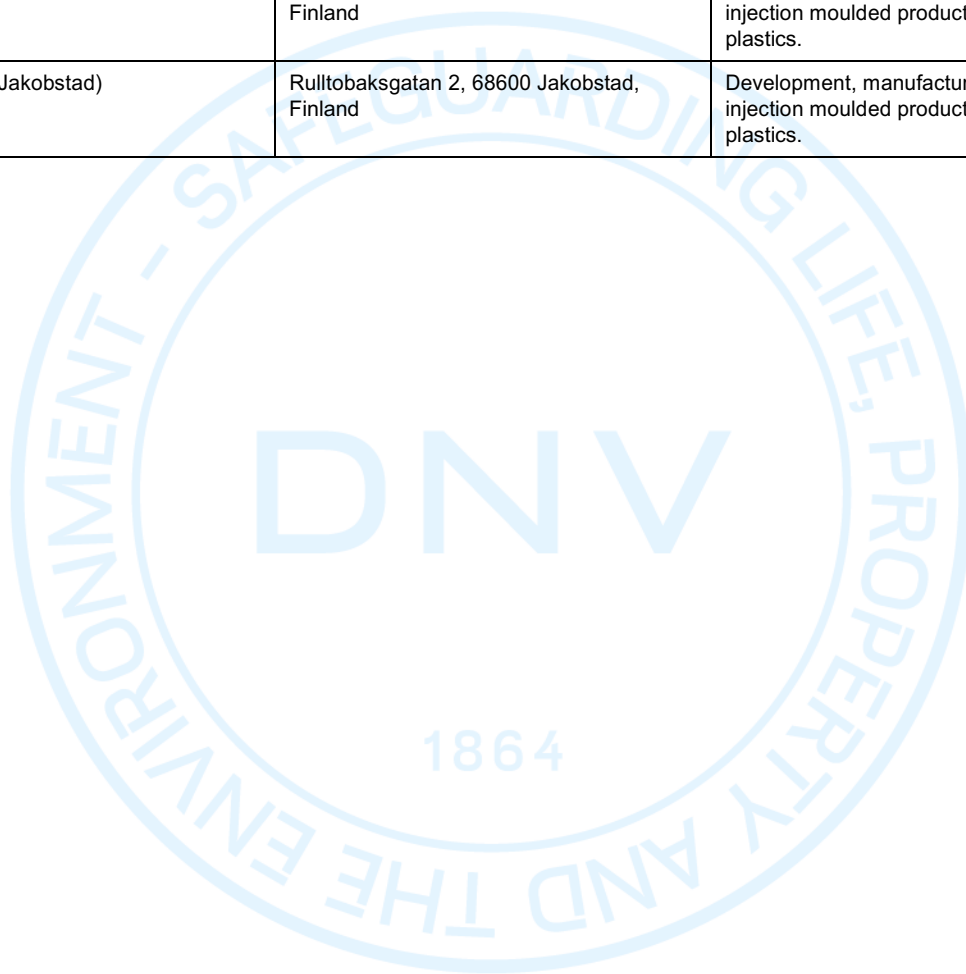 Finland
injection moulded product
plastics.
Jakobstad)
Rulltobaksgatan 2, 68600 Jakobstad,
Finland
Development, manufactur
injection moulded product
plastics.
SAFEGUARDING LIFE, PROPERTY AND THE ENVIRONMENT -
DNV
1864